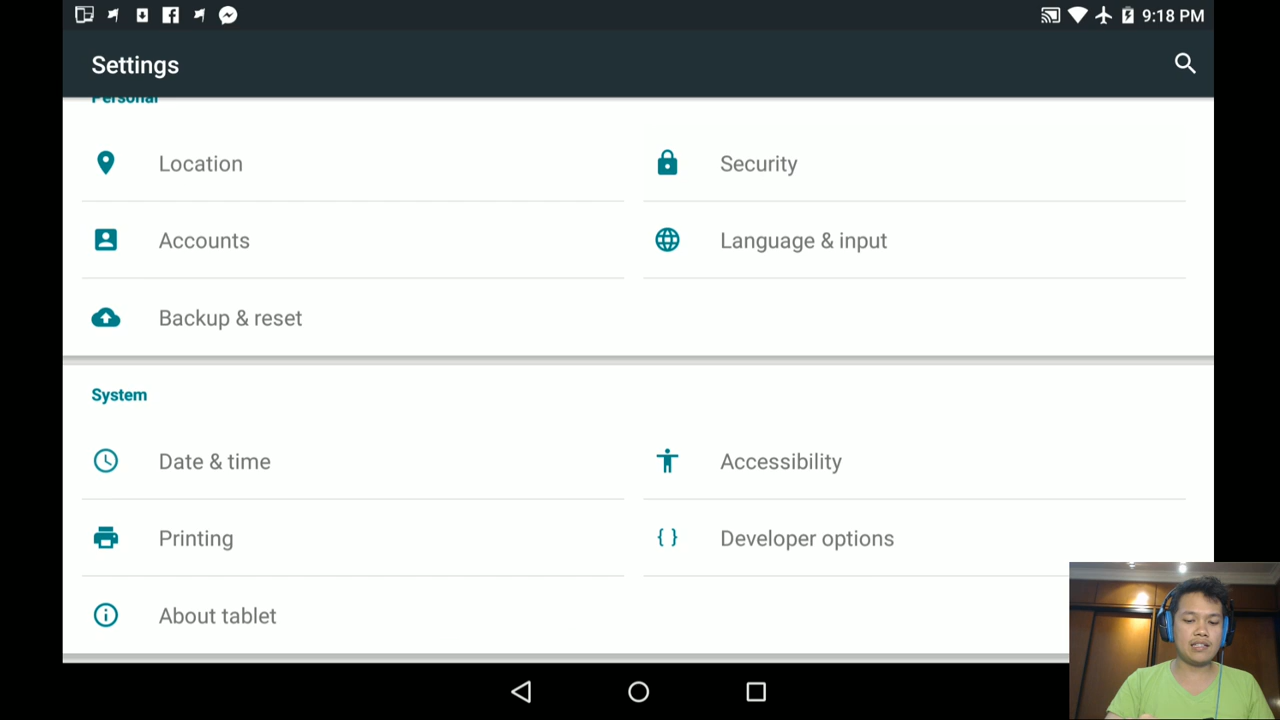 9:18 PM
Settings
Personal
Location
Security
Accounts
Language & input
Backup & reset
System
Date & time
Accessibility
Printing
Developer options
About tablet